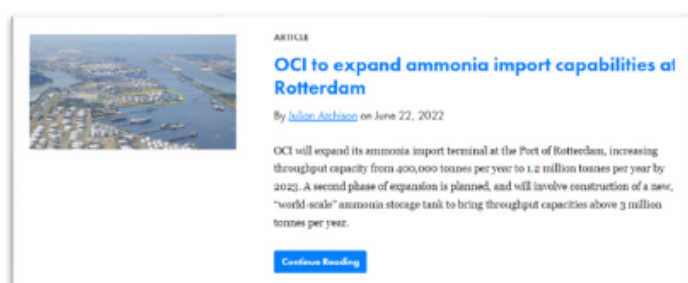 ARTICLE
OCI to expand ammonia import capabilities at
Rotterdam
By Julian Atchison on June 22, 2022
OCI will expand its ammonia import terminal at the Port of Rotterdam, increasing
throughput capacity from 400,000 tonnes per year to 1.2 million tonnes per year by
2023. A second phase of expansion is planned, and will involve construction of a new,
“world-scale” ammonia storage tank to bring throughput capacities above 3 million
tonnes per year.
Continue Reading